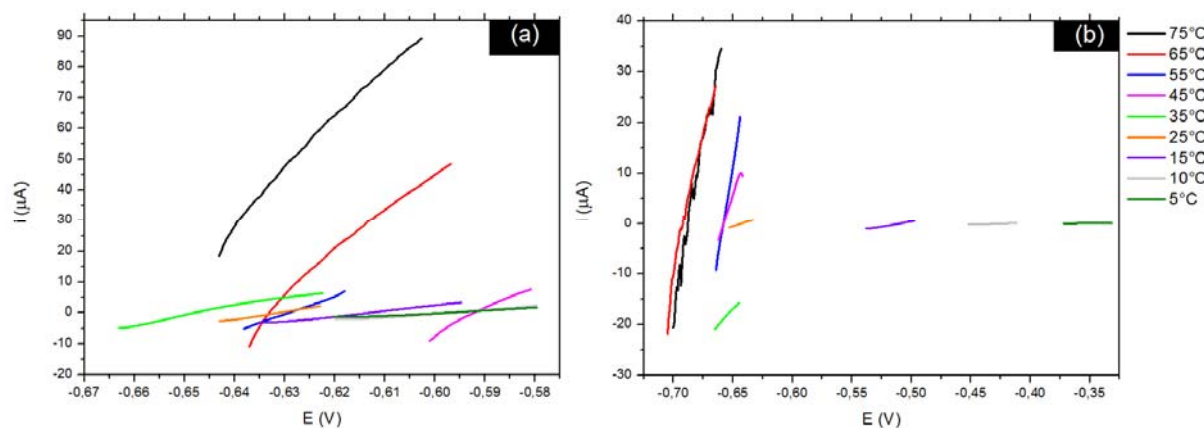 (a)
90
80
70
60
50
40
30
20
10
0
-10
-20
i (µA)
-0,67 -0,66 -0,65 -0,64 -0,63 -0,62 -0,61 -0,60 -0,59 -0,58
E (V)
(b)
40
30
20
10
0
-10
-20
-30
i (µA)
-0,70 -0,65 -0,60 -0,55 -0,50 -0,45 -0,40 -0,35
E (V)
75°C
65°C
55°C
45°C
35°C
25°C
15°C
10°C
5°C